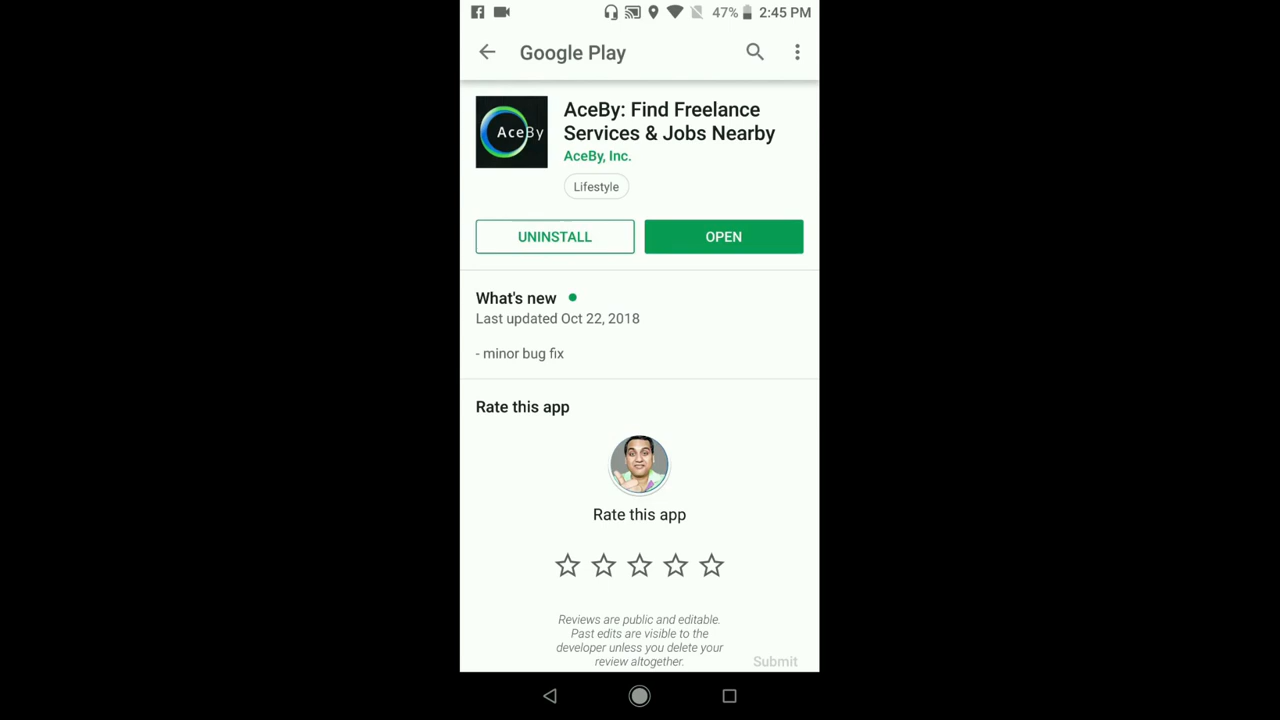 47% 2:45 PM
Google Play
AceBy
AceBy: Find Freelance
Services & Jobs Nearby
AceBy, Inc.
Lifestyle
UNINSTALL OPEN
What's new
Last updated Oct 22, 2018
- minor bug fix
Rate this app
Rate this app
Reviews are public and editable.
Past edits are visible to the
developer unless you delete your
review altogether.
Submit